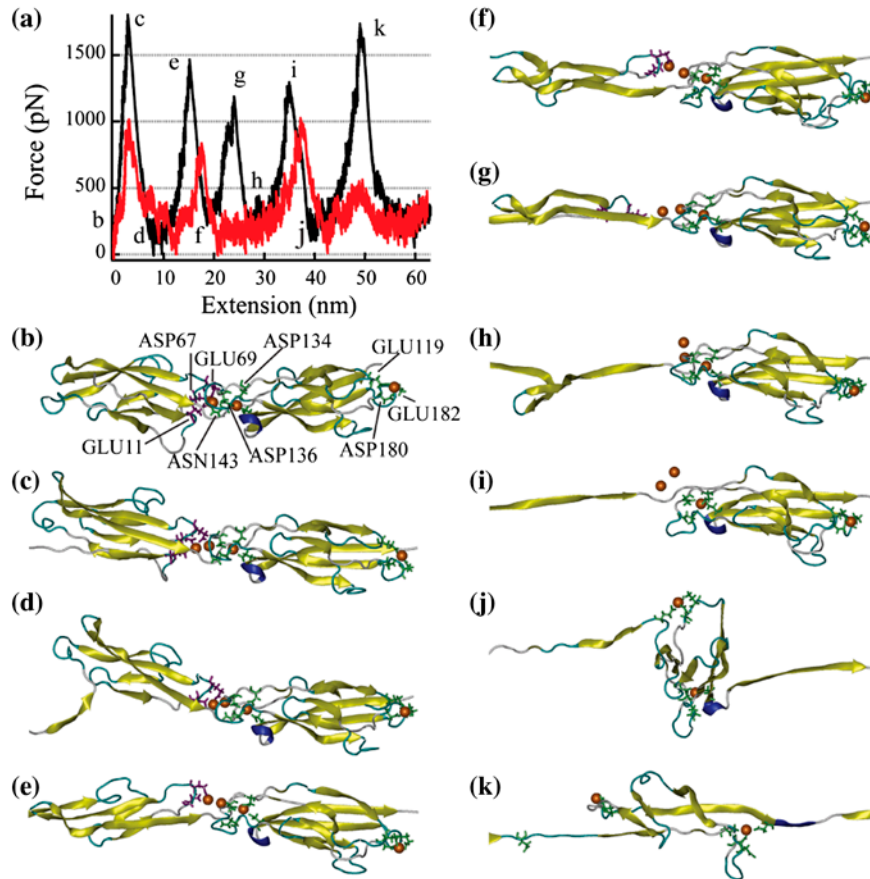 (a)
c
k
e
g
i
h
b
d
f
j
1500
1000
500
0
Force (pN)
0 10 20 30 40 50 60
Extension (nm)
(b)
ASP67
GLU69
ASP134
GLU119
GLU11
ASN143
ASP136
ASP180
GLU182
(c)
(d)
(e)
(f)
(g)
(h)
(i)
(j)
(k)